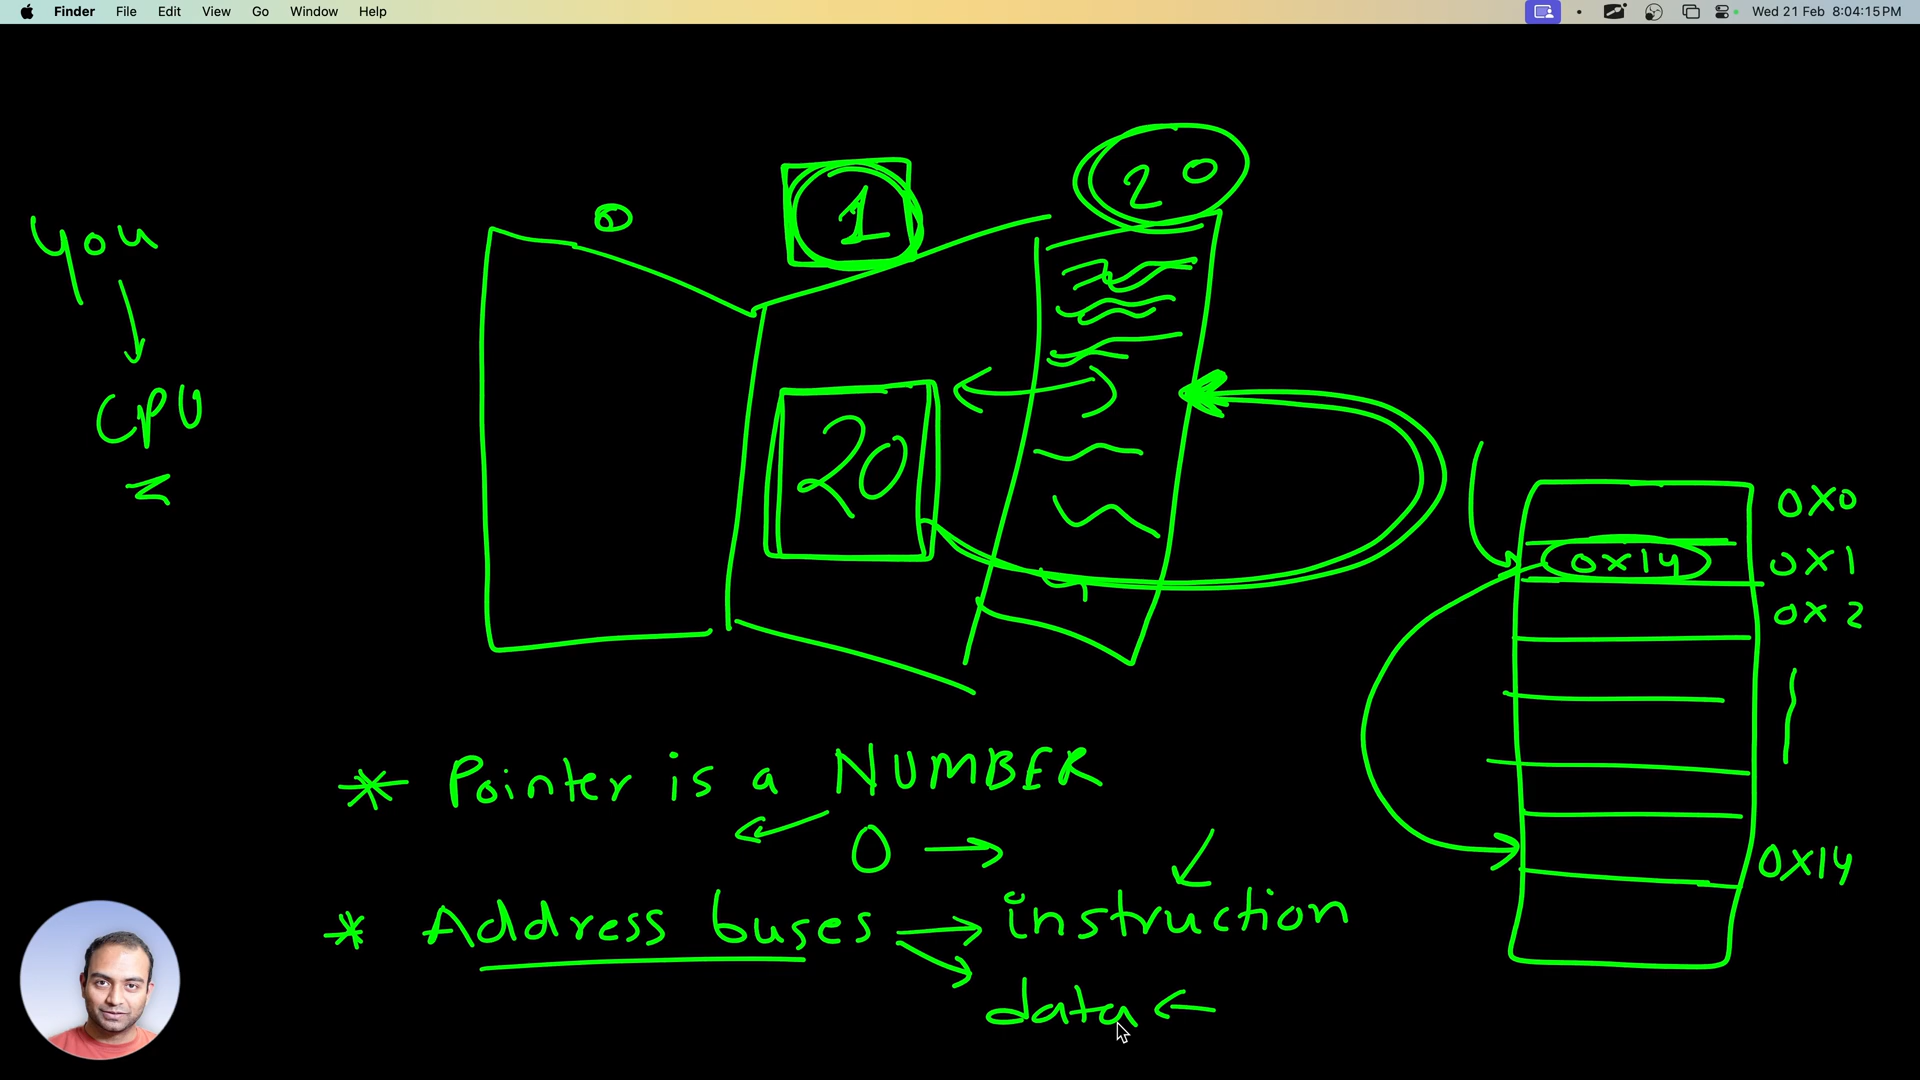 Finder File Edit View Go Window Help
Wed 21 Feb 8:04:15 PM
you
CPU
0
1
20
20
0x0
0x14
0x1
0x2
0x14
* Pointer is a NUMBER
0
* Address buses → instruction
data